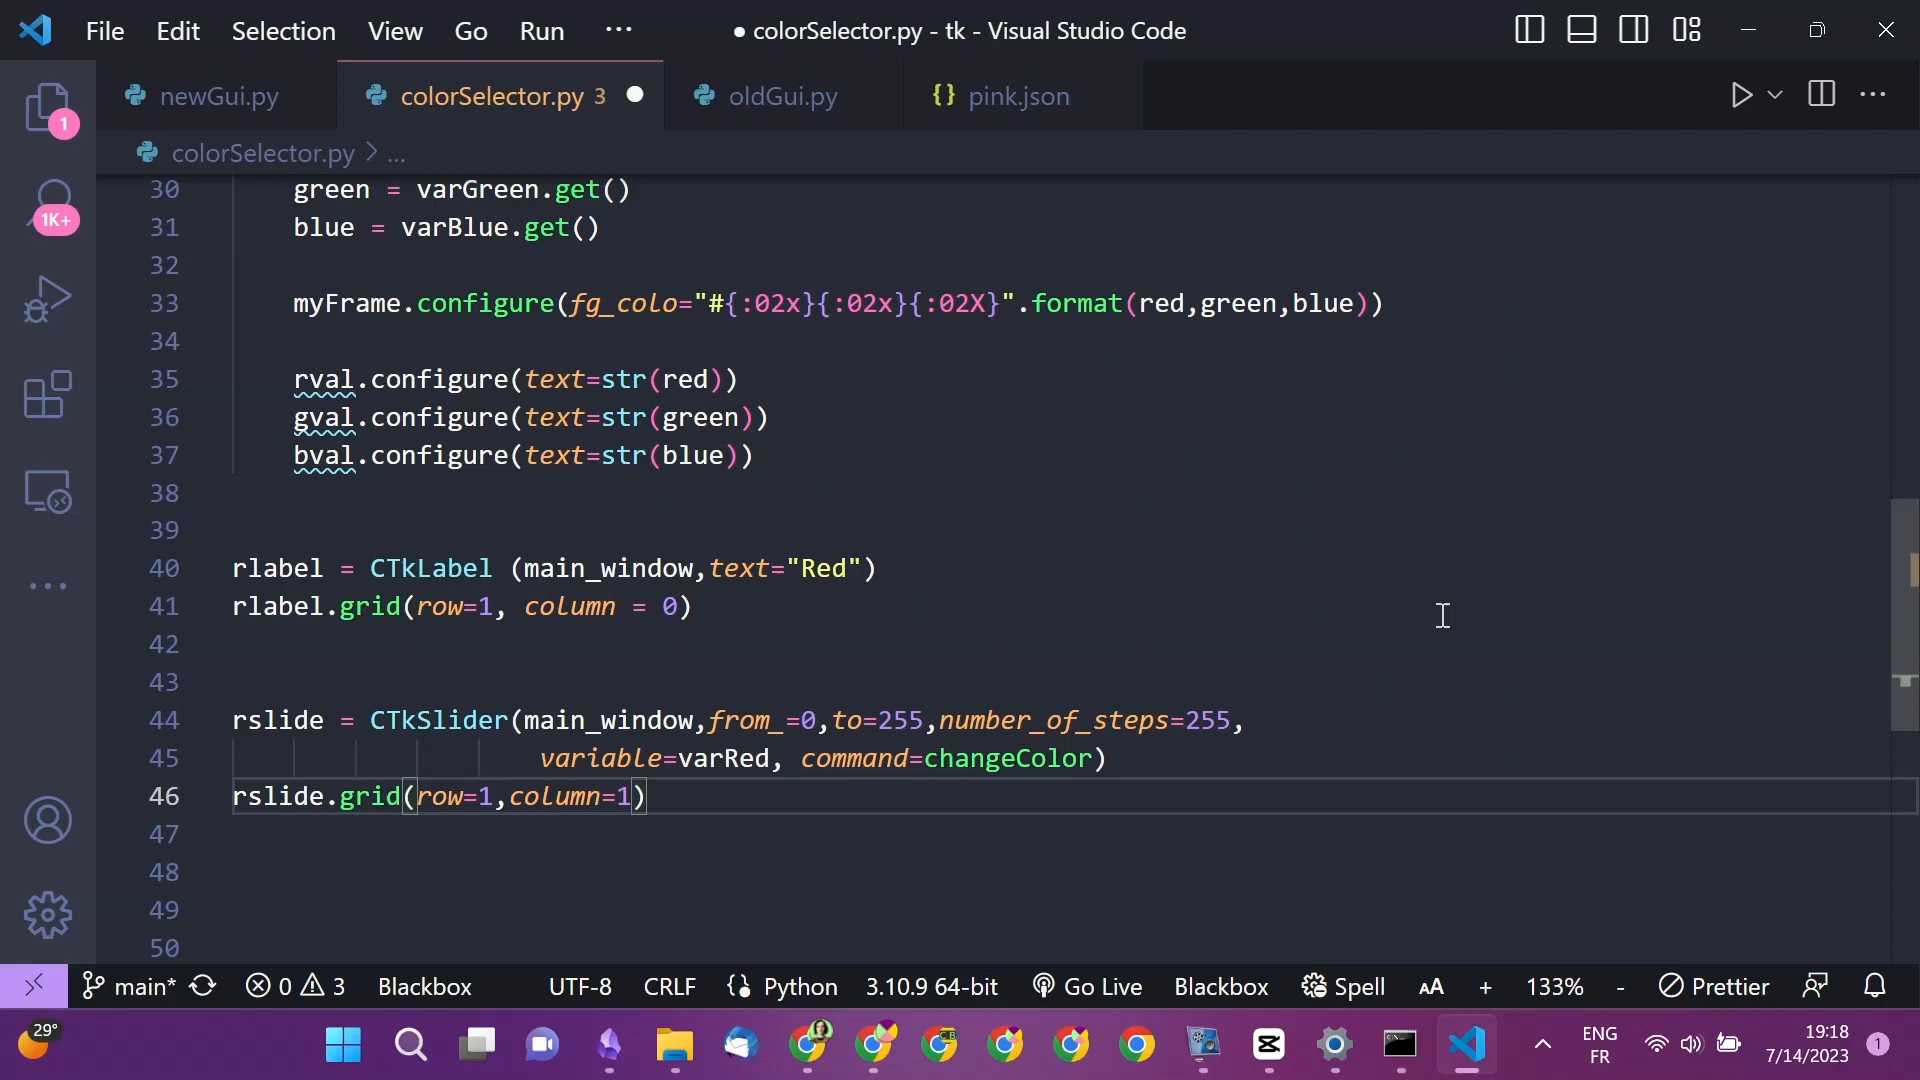 File Edit Selection View Go Run ··· ● colorSelector.py - tk - Visual Studio Code
newGui.py colorSelector.py 3 ● oldGui.py {} pink.json
1
colorSelector.py > ...
1K+
30 green = varGreen.get()
31 blue = varBlue.get()
32
33 myFrame.configure(fg_colo="#{:02x}{:02x}{:02X}".format(red,green,blue))
34
35 rval.configure(text=str(red))
36 gval.configure(text=str(green))
37 bval.configure(text=str(blue))
38
39
40 rlabel = CTkLabel (main_window,text="Red")
41 rlabel.grid(row=1, column = 0)
42
43
44 rslide = CTkSlider(main_window,from_=0,to=255,number_of_steps=255,
45 variable=varRed, command=changeColor)
46 rslide.grid(row=1,column=1)
47
48
49
50
main* 0 3 Blackbox UTF-8 CRLF Python 3.10.9 64-bit Go Live Blackbox Spell AA + 133% - Prettier
29° CB ENG 19:18
FR 7/14/2023 1